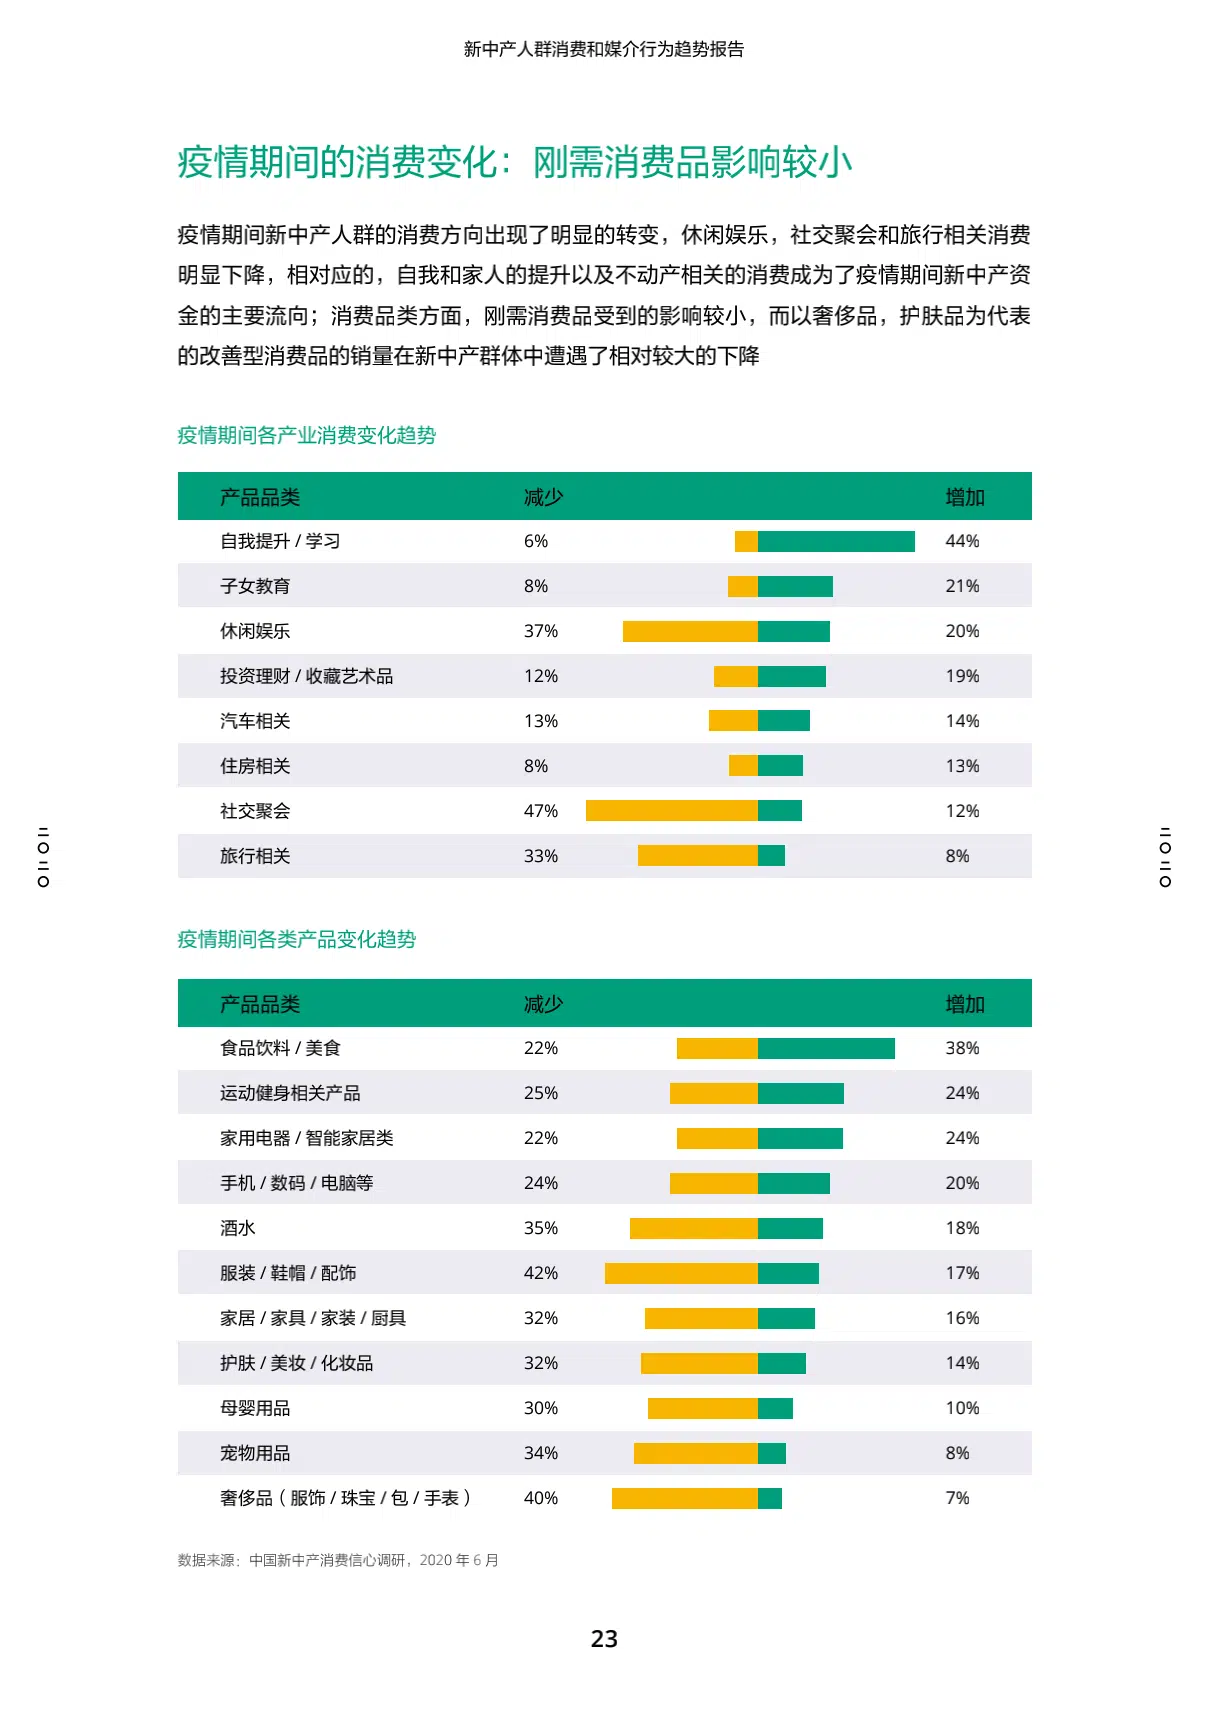 新中产人群消费和媒介行为趋势报告
疫情期间的消费变化：刚需消费品影响较小
疫情期间新中产人群的消费方向出现了明显的转变，休闲娱乐，社交聚会和旅行相关消费
明显下降，相对应的，自我和家人的提升以及不动产相关的消费成为了疫情期间新中产资
金的主要流向；消费品类方面，刚需消费品受到的影响较小，而以奢侈品，护肤品为代表
的改善型消费品的销量在新中产群体中遭遇了相对较大的下降
疫情期间各产业消费变化趋势
产品品类 减少 增加
自我提升 / 学习 6% 44%
子女教育 8% 21%
休闲娱乐 37% 20%
投资理财 / 收藏艺术品 12% 19%
汽车相关 13% 14%
住房相关 8% 13%
社交聚会 47% 12%
旅行相关 33% 8%
疫情期间各类产品变化趋势
产品品类 减少 增加
食品饮料 / 美食 22% 38%
运动健身相关产品 25% 24%
家用电器 / 智能家居类 22% 24%
手机 / 数码 / 电脑等 24% 20%
酒水 35% 18%
服装 / 鞋帽 / 配饰 42% 17%
家居 / 家具 / 家装 / 厨具 32% 16%
护肤 / 美妆 / 化妆品 32% 14%
母婴用品 30% 10%
宠物用品 34% 8%
奢侈品（服饰 / 珠宝 / 包 / 手表） 40% 7%
数据来源：中国新中产消费信心调研，2020 年 6 月
23